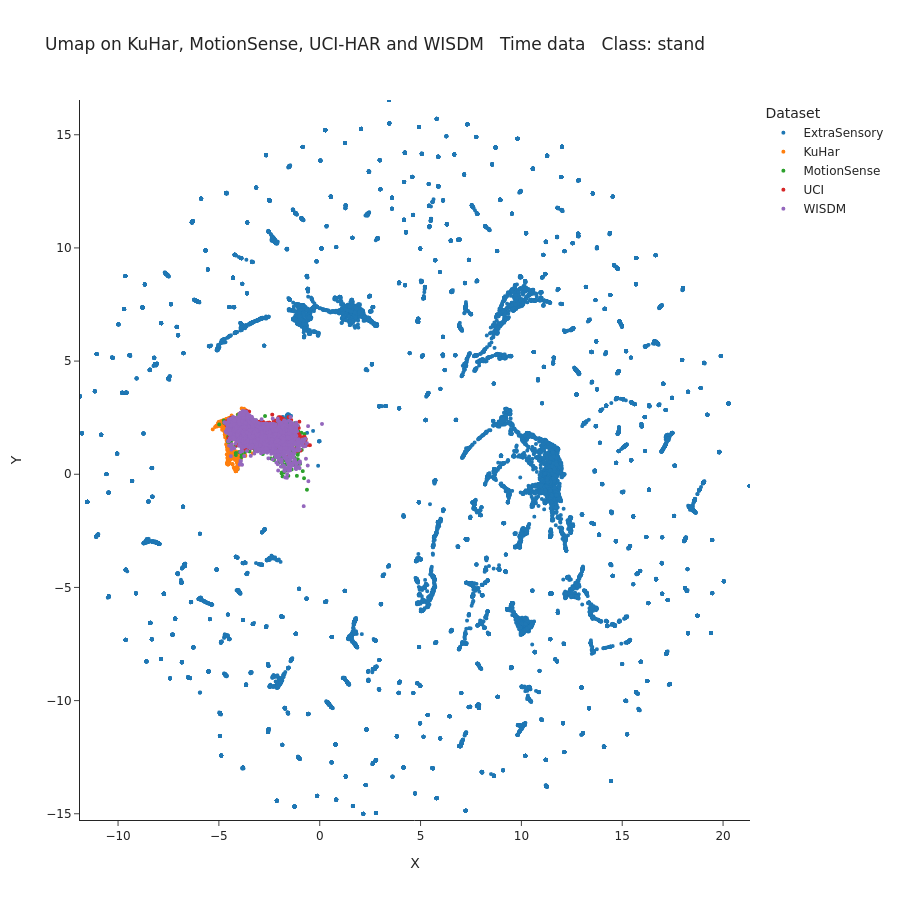 Umap on KuHar, MotionSense, UCI-HAR and WISDM   Time data   Class: stand
Dataset
ExtraSensory
KuHar
MotionSense
UCI
WISDM
Y
15
10
5
0
−5
−10
−15
−10 −5 0 5 10 15 20
X